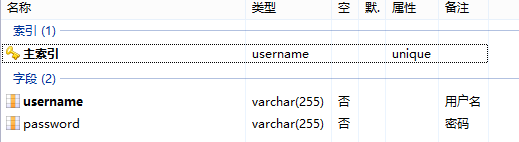 名称 类型 空 默. 属性 备注
索引 (1)
主索引 username unique
字段 (2)
username varchar(255) 否 用户名
password varchar(255) 否 密码